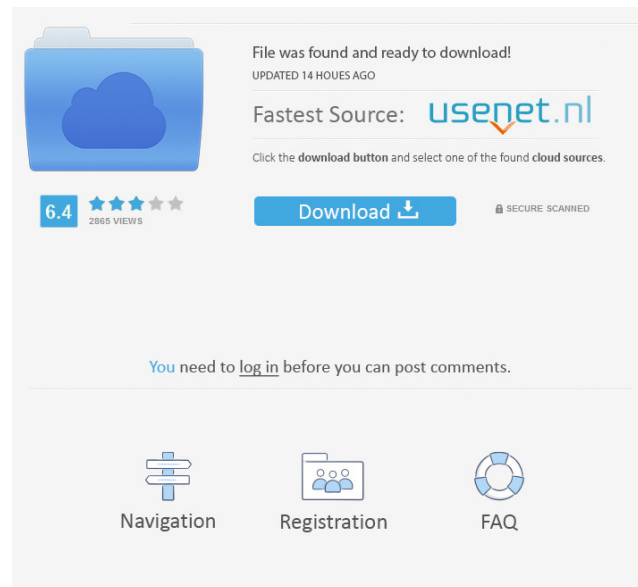 File was found and ready to download!
UPDATED 14 HOUES AGO
Fastest Source: usenet.nl
Click the download button and select one of the found cloud sources.
6.4
2865 VIEWS
Download
SECURE SCANNED
You need to log in before you can post comments.
Navigation
Registration
FAQ